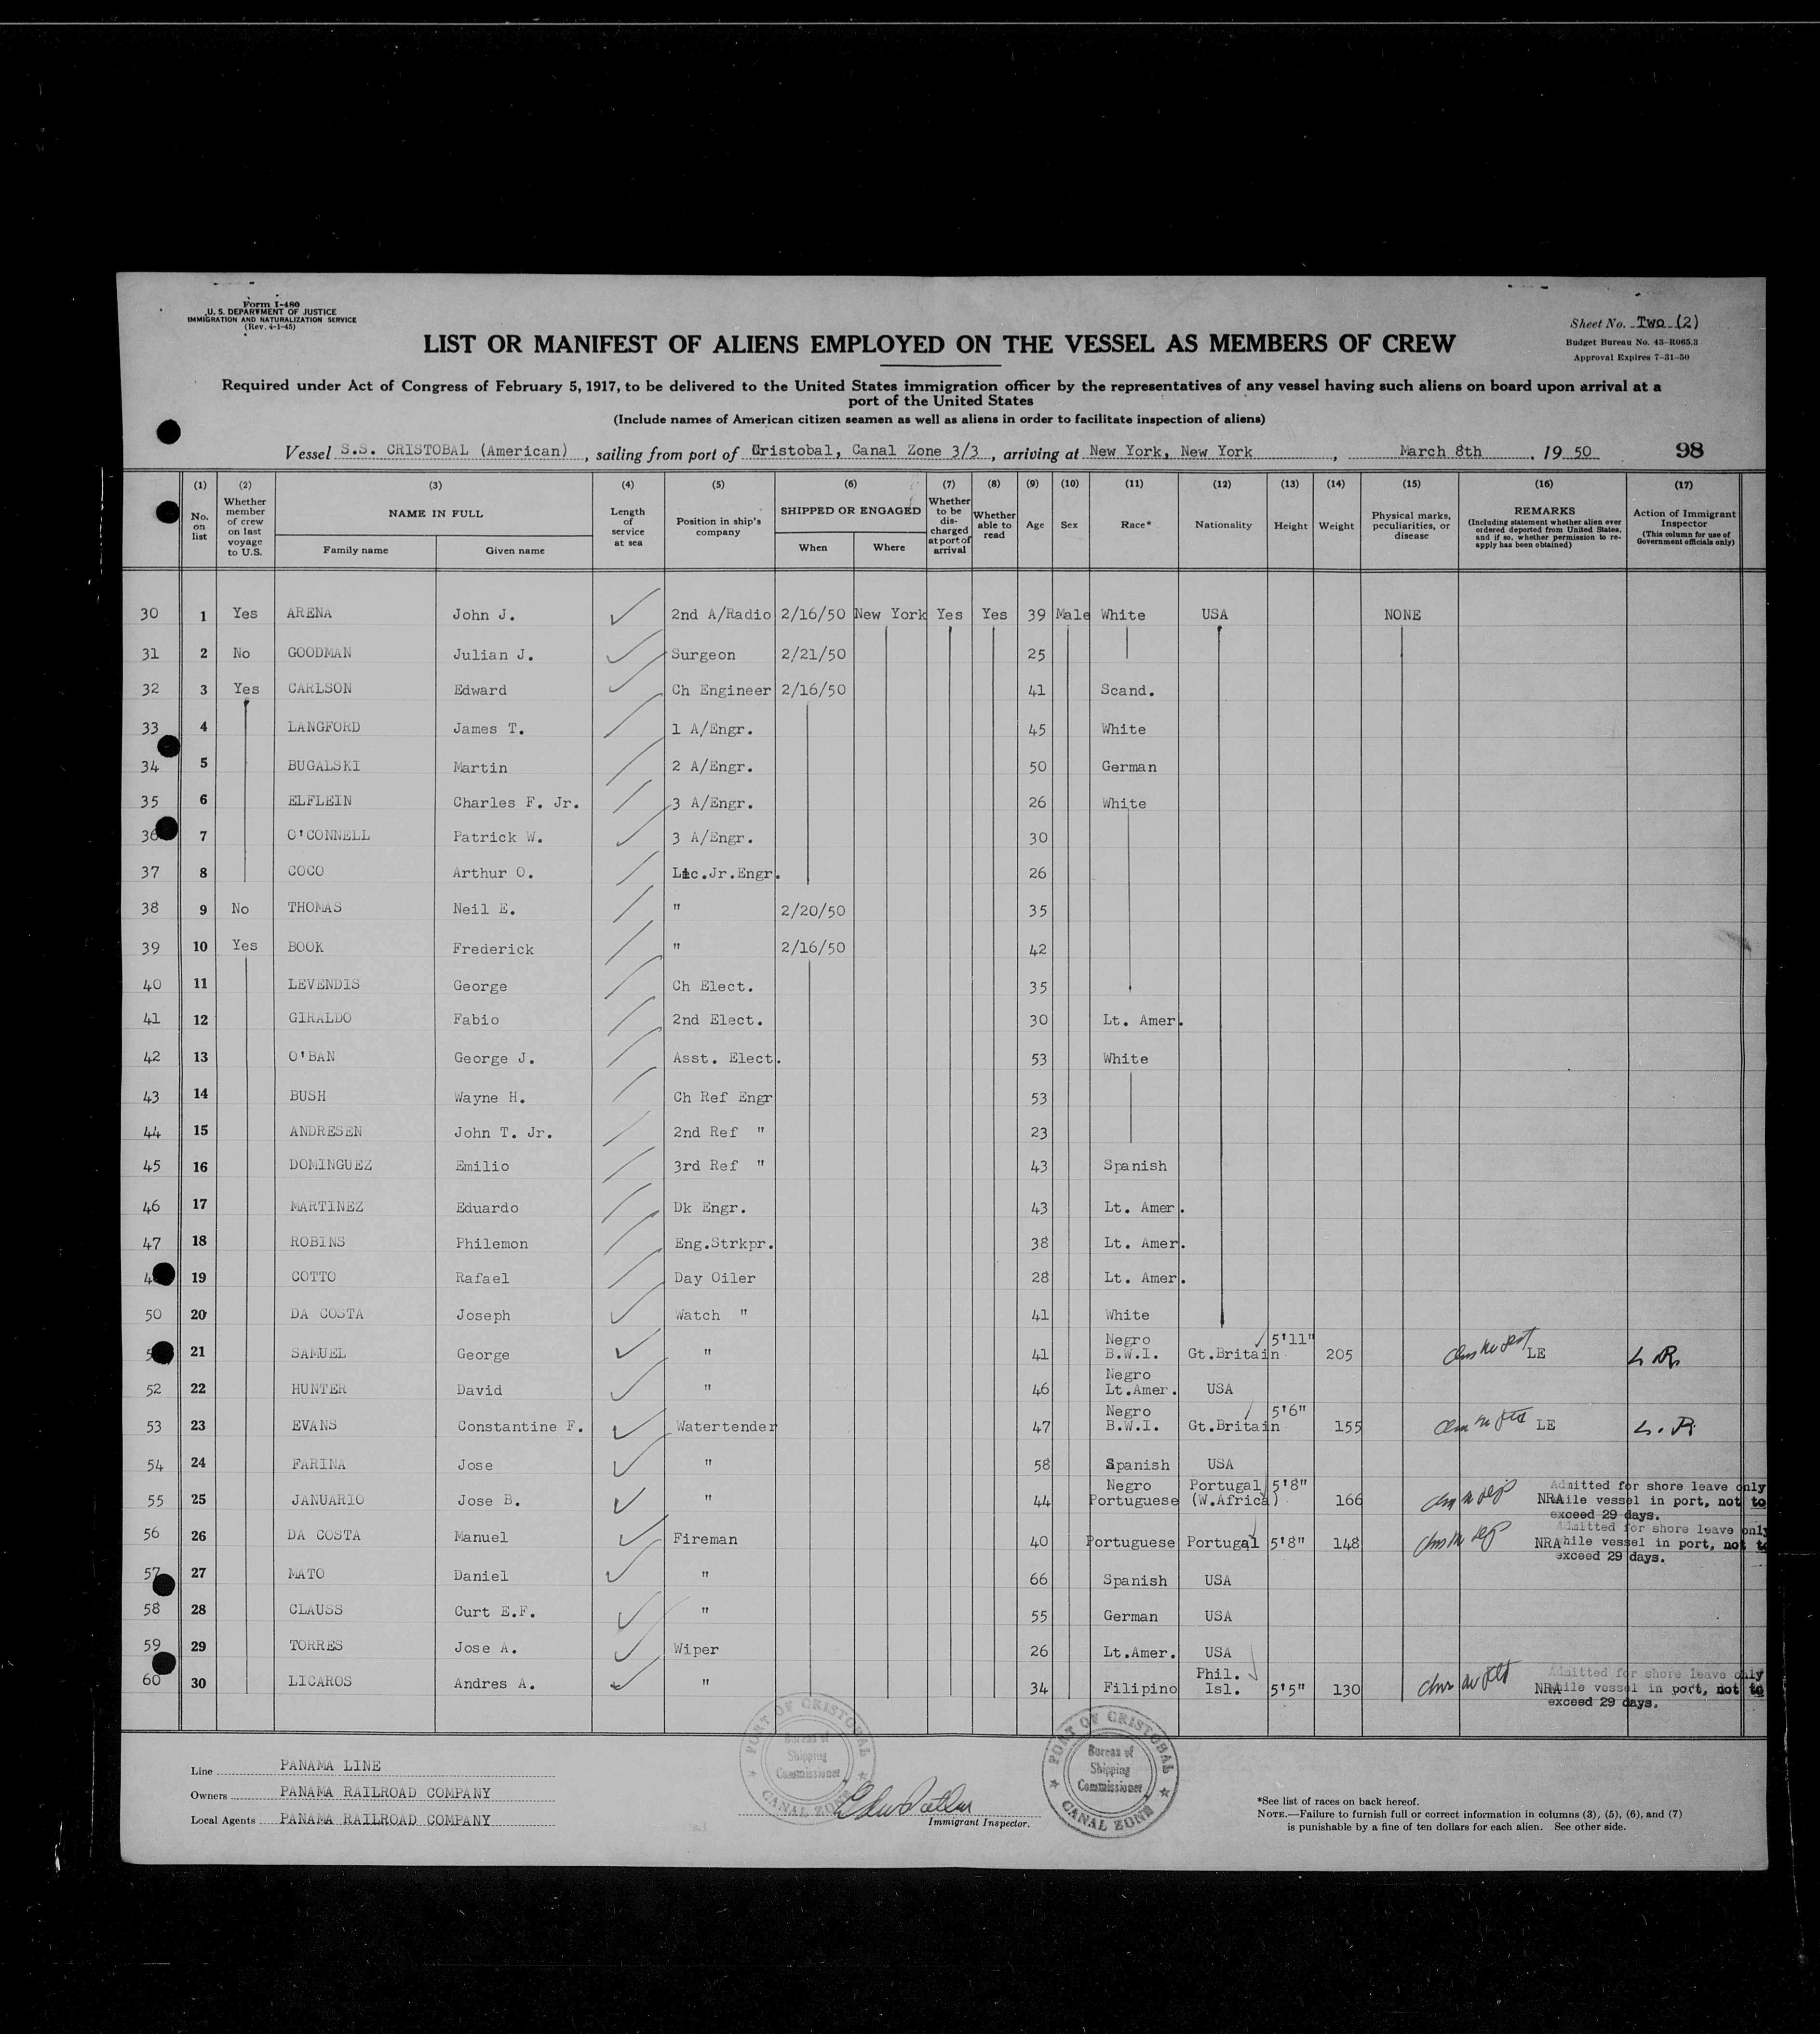 Form I-480
U. S. DEPARTMENT OF JUSTICE
IMMIGRATION AND NATURALIZATION SERVICE
(Rev. 4-1-45)
Sheet No. Two (2)
Budget Bureau No. 43-R065.3
Approval Expires 7-31-50
LIST OR MANIFEST OF ALIENS EMPLOYED ON THE VESSEL AS MEMBERS OF CREW
Required under Act of Congress of February 5, 1917, to be delivered to the United States immigration officer by the representatives of any vessel having such aliens on board upon arrival at a
port of the United States
(Include names of American citizen seamen as well as aliens in order to facilitate inspection of aliens)
Vessel S.S. CRISTOBAL (American), sailing from port of Cristobal, Canal Zone 3/3, arriving at New York, New York, March 8th, 19 50 98
(1) No. on list
(2) Whether member of crew on last voyage to U.S.
(3) NAME IN FULL Family name Given name
(4) Length of service at sea
(5) Position in ship's company
(6) SHIPPED OR ENGAGED When Where
(7) Whether to be discharged at port of arrival
(8) Whether able to read
(9) Age
(10) Sex
(11) Race*
(12) Nationality
(13) Height
(14) Weight
(15) Physical marks, peculiarities, or disease
(16) REMARKS (Including statement whether alien ever ordered deported from United States, and if so, whether permission to reapply has been obtained)
(17) Action of Immigrant Inspector (This column for use of Government officials only)
30 1 Yes ARENA John J. 2nd A/Radio 2/16/50 New York Yes Yes 39 Male White USA NONE
31 2 No GOODMAN Julian J. Surgeon 2/21/50 25
32 3 Yes CARLSON Edward Ch Engineer 2/16/50 41 Scand.
33 4 LANGFORD James T. 1 A/Engr. 45 White
34 5 BUGALSKI Martin 2 A/Engr. 50 German
35 6 ELFLEIN Charles F. Jr. 3 A/Engr. 26 White
36 7 O'CONNELL Patrick W. 3 A/Engr. 30
37 8 COCO Arthur O. Lic.Jr.Engr. 26
38 9 No THOMAS Neil E. " 2/20/50 35
39 10 Yes BOOK Frederick " 2/16/50 42
40 11 LEVENDIS George Ch Elect. 35
41 12 GIRALDO Fabio 2nd Elect. 30 Lt. Amer.
42 13 O'BAN George J. Asst. Elect. 53 White
43 14 BUSH Wayne H. Ch Ref Engr 53
44 15 ANDRESEN John T. Jr. 2nd Ref " 23
45 16 DOMINGUEZ Emilio 3rd Ref " 43 Spanish
46 17 MARTINEZ Eduardo Dk Engr. 43 Lt. Amer.
47 18 ROBINS Philemon Eng.Strkpr. 38 Lt. Amer.
19 COTTO Rafael Day Oiler 28 Lt. Amer.
50 20 DA COSTA Joseph Watch " 41 White
21 SAMUEL George " 41 Negro B.W.I. Gt.Britain 5'11" 205 LE L.R.
52 22 HUNTER David " 46 Negro Lt.Amer. USA
53 23 EVANS Constantine F. Watertender 47 Negro B.W.I. Gt.Britain 5'6" 155 LE L.R.
54 24 FARINA Jose " 58 Spanish USA
55 25 JANUARIO Jose B. " 44 Negro Portuguese Portugal (W.Africa) 5'8" 166 NRA Admitted for shore leave only while vessel in port, not to exceed 29 days.
56 26 DA COSTA Manuel Fireman 40 Portuguese Portugal 5'8" 148 NRA Admitted for shore leave only while vessel in port, not to exceed 29 days.
57 27 MATO Daniel " 66 Spanish USA
58 28 CLAUSS Curt E.F. " 55 German USA
59 29 TORRES Jose A. Wiper 26 Lt.Amer. USA
60 30 LICAROS Andres A. " 34 Filipino Phil. Isl. 5'5" 130 NRA Admitted for shore leave only while vessel in port, not to exceed 29 days.
Line PANAMA LINE
Owners PANAMA RAILROAD COMPANY
Local Agents PANAMA RAILROAD COMPANY
PORT OF CRISTOBAL
Bureau of
Shipping
Commissioner
CANAL ZONE
Immigrant Inspector.
PORT OF CRISTOBAL
Bureau of
Shipping
Commissioner
CANAL ZONE
*See list of races on back hereof.
NOTE.—Failure to furnish full or correct information in columns (3), (5), (6), and (7)
is punishable by a fine of ten dollars for each alien. See other side.